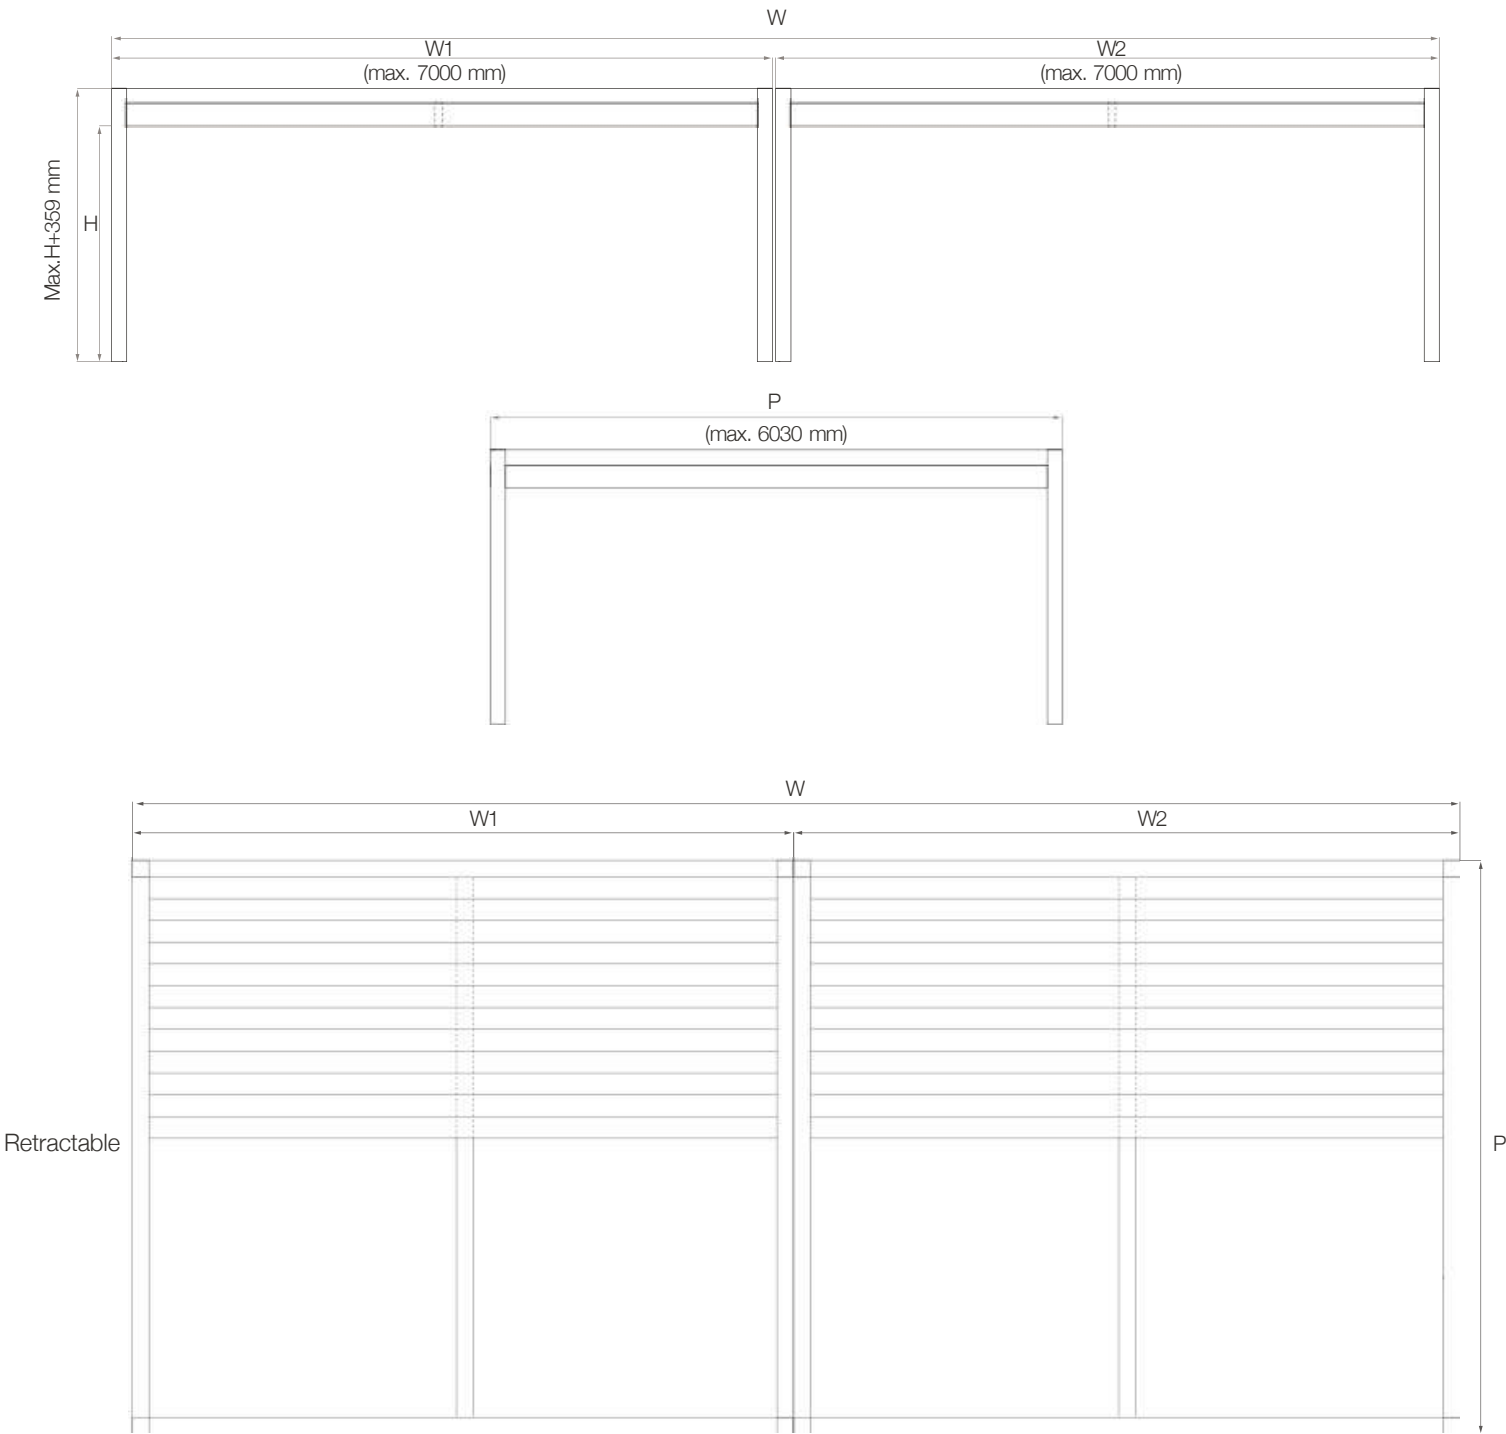 W
W1
W2
(max. 7000 mm)
(max. 7000 mm)
Max.H+359 mm
H
P
(max. 6030 mm)
W
W1
W2
Retractable
P